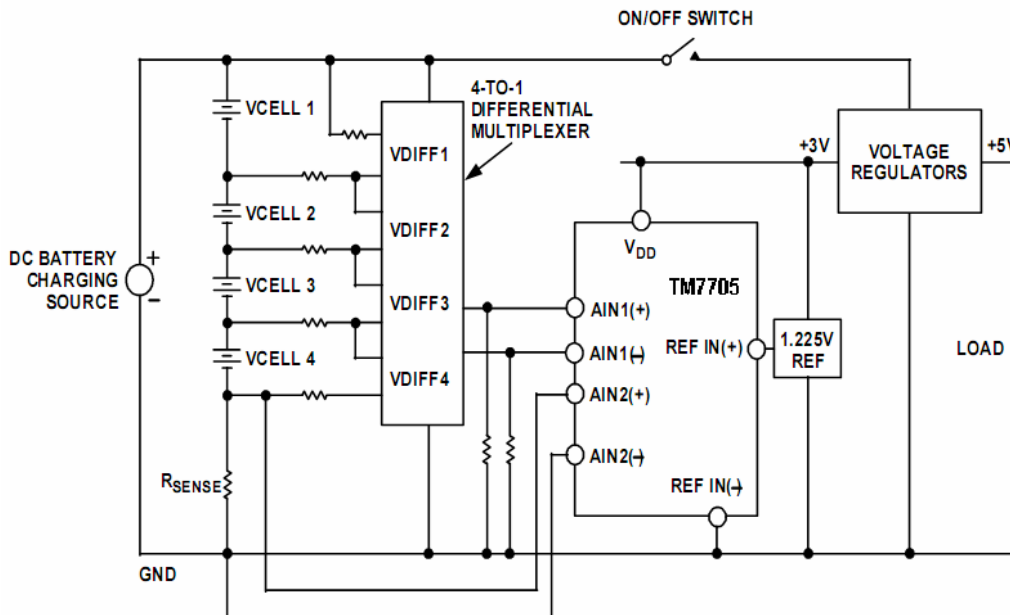 ON/OFF SWITCH
4-TO-1
DIFFERENTIAL
MULTIPLEXER
VCELL 1
VDIFF1
+3V
VOLTAGE
REGULATORS
+5V
VCELL 2
VDIFF2
VDD
TM7705
DC BATTERY
CHARGING
SOURCE
+
–
VCELL 3
VDIFF3
AIN1(+)
REF IN(+)
1.225V
REF
LOAD
AIN1(–)
VCELL 4
VDIFF4
AIN2(+)
AIN2(–)
RSENSE
REF IN(–)
GND